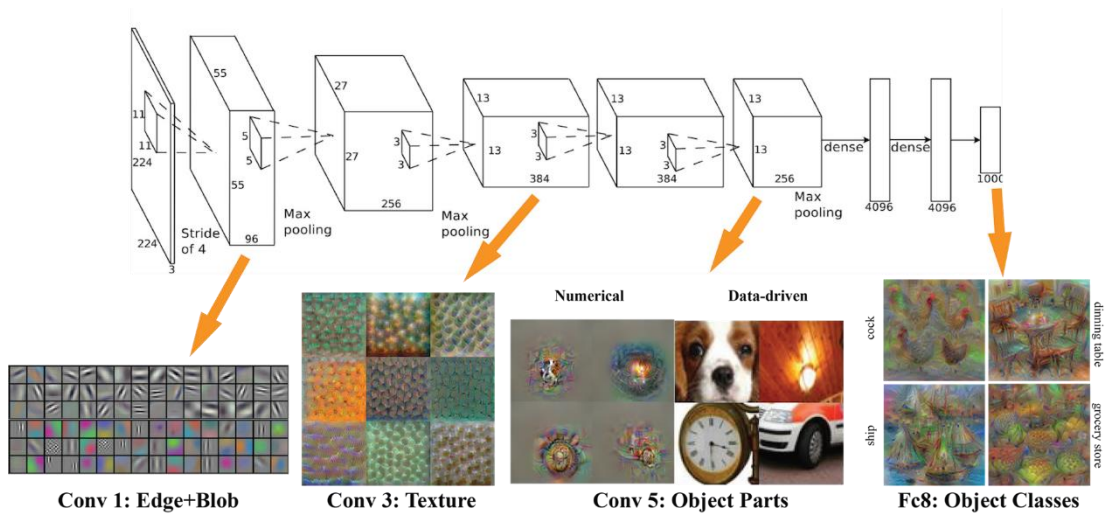 55
27
13
13
13
11
5
3
3
3
11
5
27
3
13
3
13
3
13
dense
dense
224
55
384
384
256
1000
256
Max
pooling
4096
4096
224
Stride
of 4
96
Max
pooling
Max
pooling
3
Numerical
Data-driven
cock
dinning table
ship
grocery store
Conv 1: Edge+Blob
Conv 3: Texture
Conv 5: Object Parts
Fc8: Object Classes